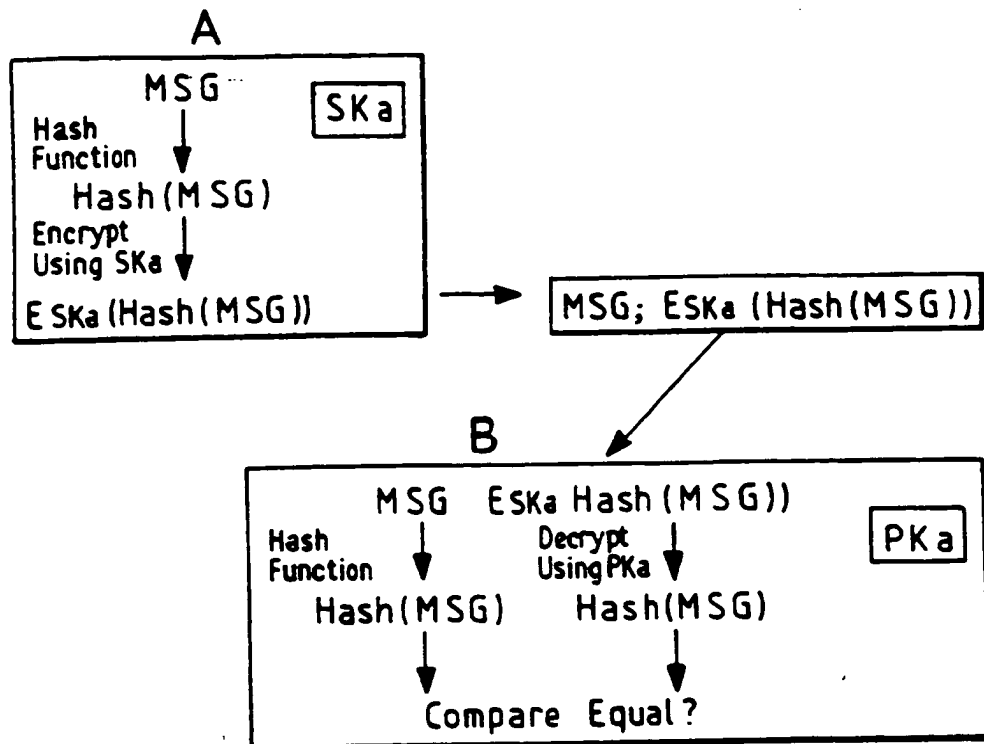 A
MSG
SKa
Hash
Function
Hash(MSG)
Encrypt
Using SKa
ESKa(Hash(MSG))
MSG; ESKa (Hash(MSG))
B
MSG ESKa Hash(MSG))
PKa
Hash
Function
Decrypt
Using PKa
Hash(MSG) Hash(MSG)
Compare Equal?